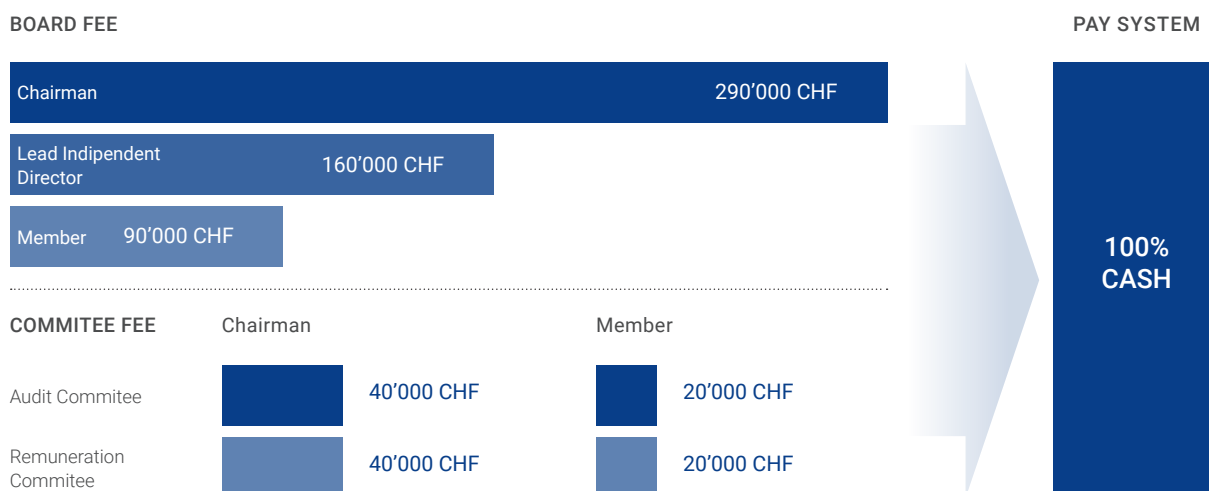 BOARD FEE
PAY SYSTEM
Chairman
290’000 CHF
Lead Indipendent
Director
160’000 CHF
Member
90’000 CHF
100%
CASH
COMMITEE FEE
Chairman
Member
Audit Commitee
40’000 CHF
20’000 CHF
Remuneration
Commitee
40’000 CHF
20’000 CHF